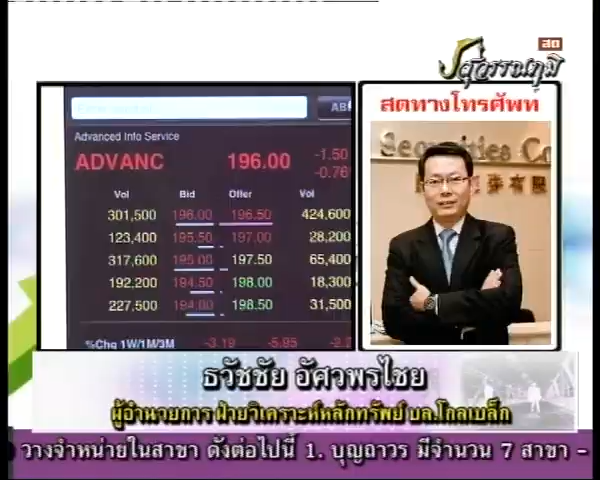 สด
สุวรรณภูมิ
สดทางโทรศัพท์
Advanced Info Service
ADVANC 196.00 -1.50
-0.76
Vol Bid Offer Vol
301,500 196.00 196.50 424,600
123,400 195.50 197.00 28,200
317,600 195.00 197.50 65,400
192,200 194.50 198.00 18,300
227,500 194.00 198.50 31,500
%Chg 1W/1M/3M -3.19 -5.95
Securities Co
ธวัชชัย อัศวพรไชย
ผู้อำนวยการ ฝ่ายวิเคราะห์หลักทรัพย์ บล.โกลเบล็ก
วางจำหน่ายในสาขา ดังต่อไปนี้ 1. บุญถาวร มีจำนวน 7 สาขา -